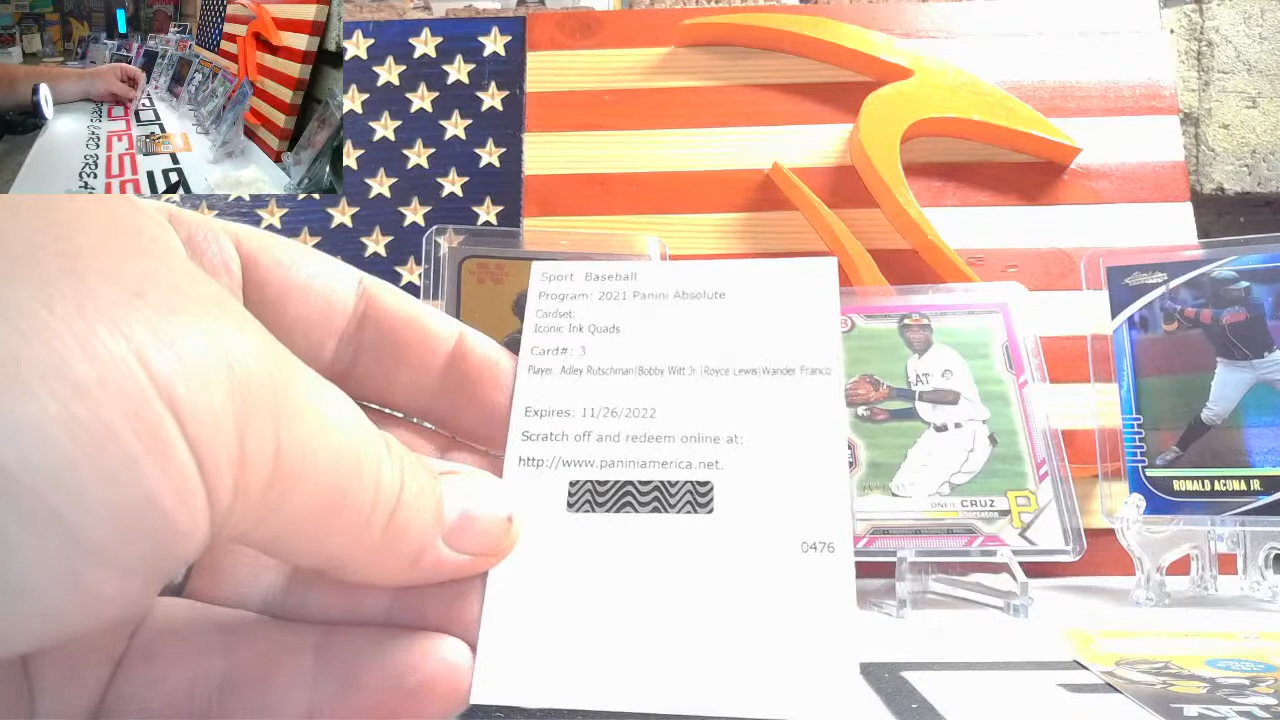 Sport Baseball
Program: 2021 Panini Absolute
Cardset:
Iconic Ink Quads
Card#: 3
Player: Adley Rutschman|Bobby Witt Jr.|Royce Lewis|Wander Franco
Expires: 11/26/2022
Scratch off and redeem online at:
http://www.paniniamerica.net.
0476
ONEIL CRUZ
Shortstop
P
RONALD ACUNA JR.